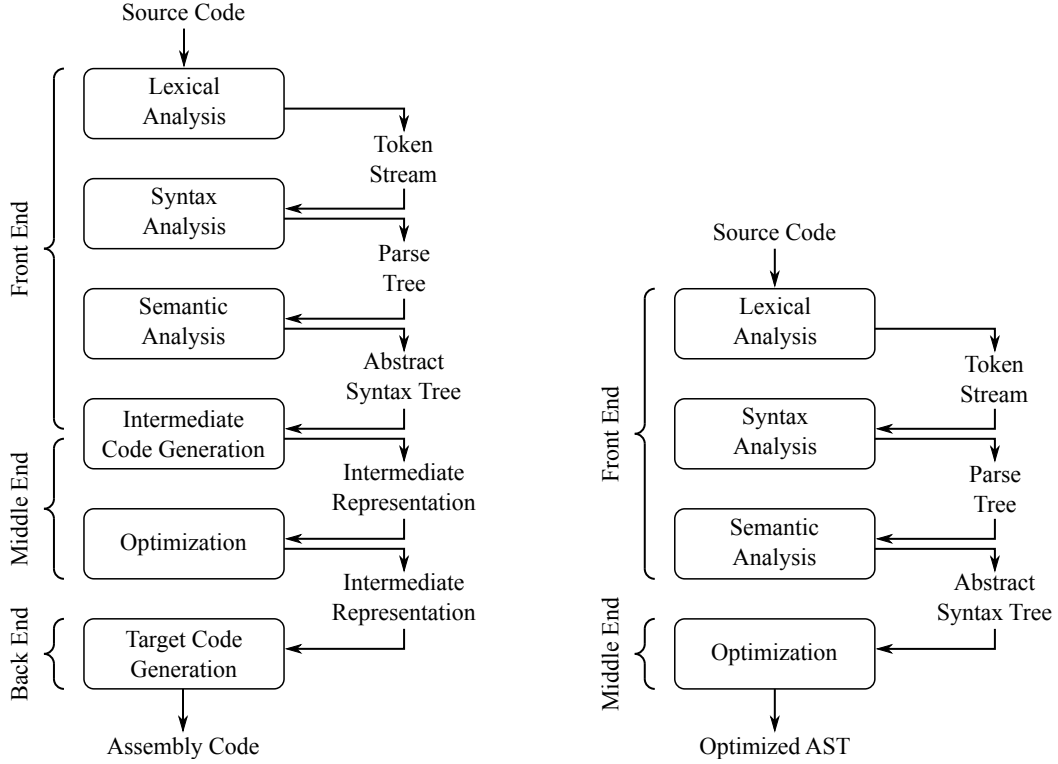 Source Code
Lexical
Analysis
Token
Stream
Syntax
Analysis
Front End
Parse
Tree
Semantic
Analysis
Abstract
Syntax Tree
Intermediate
Code Generation
Intermediate
Representation
Middle End
Optimization
Intermediate
Representation
Back End
Target Code
Generation
Assembly Code
Source Code
Lexical
Analysis
Token
Stream
Front End
Syntax
Analysis
Parse
Tree
Semantic
Analysis
Abstract
Syntax Tree
Middle End
Optimization
Optimized AST